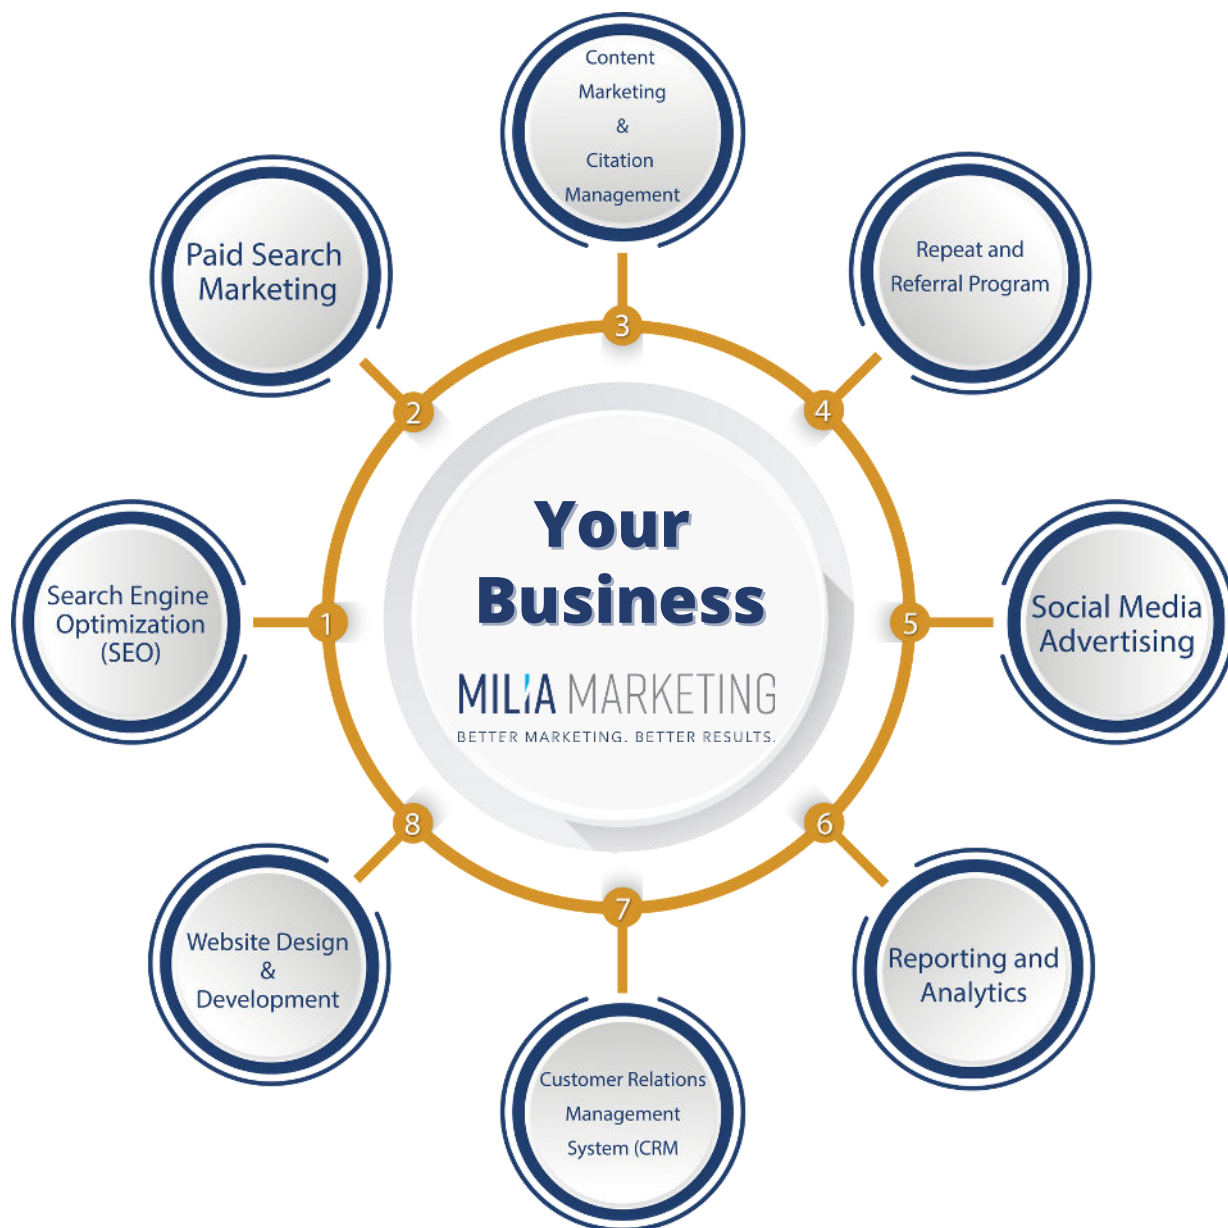 Content
Marketing
&
Citation
Management
Paid Search
Marketing
Repeat and
Referral Program
3
2
4
Your
Business
MILIA MARKETING
BETTER MARKETING. BETTER RESULTS.
Search Engine
Optimization
(SEO)
1
5
Social Media
Advertising
8
6
7
Website Design
&
Development
Reporting and
Analytics
Customer Relations
Management
System (CRM